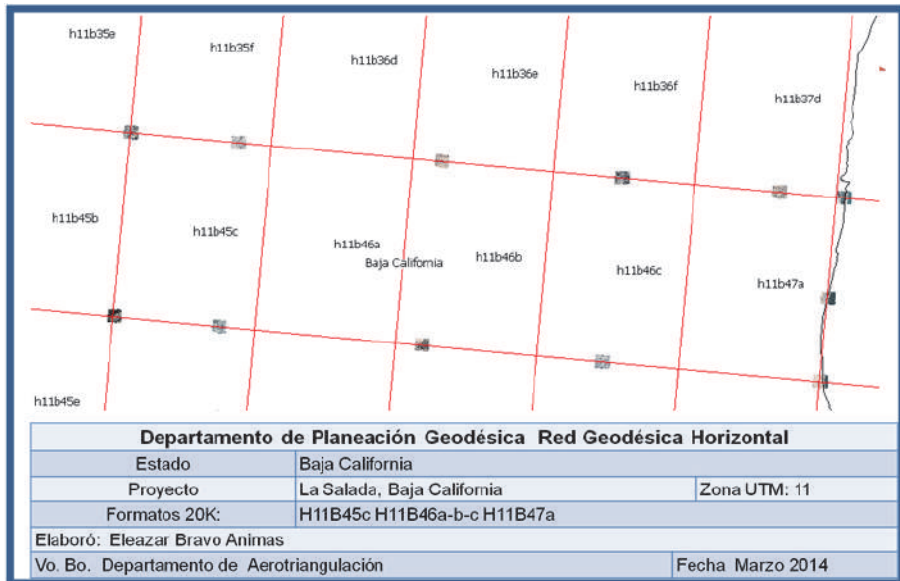 h11b35e
h11b35f
h11b36d
h11b36e
h11b36f
h11b37d
h11b45b
h11b45c
h11b46a
Baja California
h11b46b
h11b46c
h11b47a
h11b45e
Departamento de Planeación Geodésica Red Geodésica Horizontal
Estado Baja California
Proyecto La Salada, Baja California Zona UTM: 11
Formatos 20K: H11B45c H11B46a-b-c H11B47a
Elaboró: Eleazar Bravo Animas
Vo. Bo. Departamento de Aerotriangulación Fecha Marzo 2014